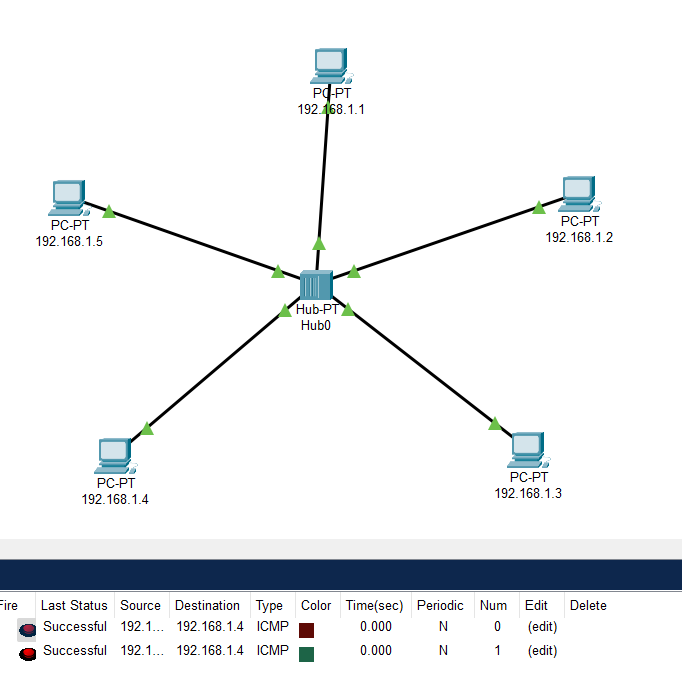 PC-PT
192.168.1.1
PC-PT
192.168.1.5
PC-PT
192.168.1.2
Hub-PT
Hub0
PC-PT
192.168.1.4
PC-PT
192.168.1.3
Fire Last Status Source Destination Type Color Time(sec) Periodic Num Edit Delete
Successful 192.1... 192.168.1.4 ICMP 0.000 N 0 (edit)
Successful 192.1... 192.168.1.4 ICMP 0.000 N 1 (edit)